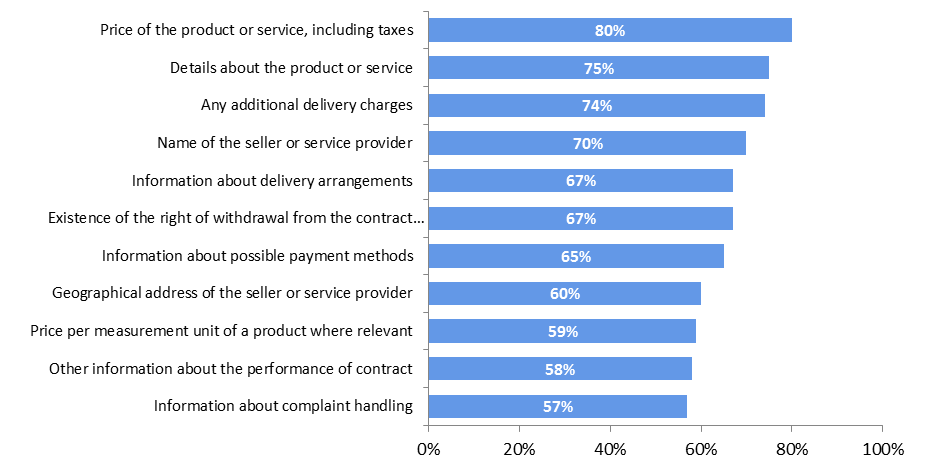 Price of the product or service, including taxes 80%
Details about the product or service 75%
Any additional delivery charges 74%
Name of the seller or service provider 70%
Information about delivery arrangements 67%
Existence of the right of withdrawal from the contract... 67%
Information about possible payment methods 65%
Geographical address of the seller or service provider 60%
Price per measurement unit of a product where relevant 59%
Other information about the performance of contract 58%
Information about complaint handling 57%
0% 20% 40% 60% 80% 100%